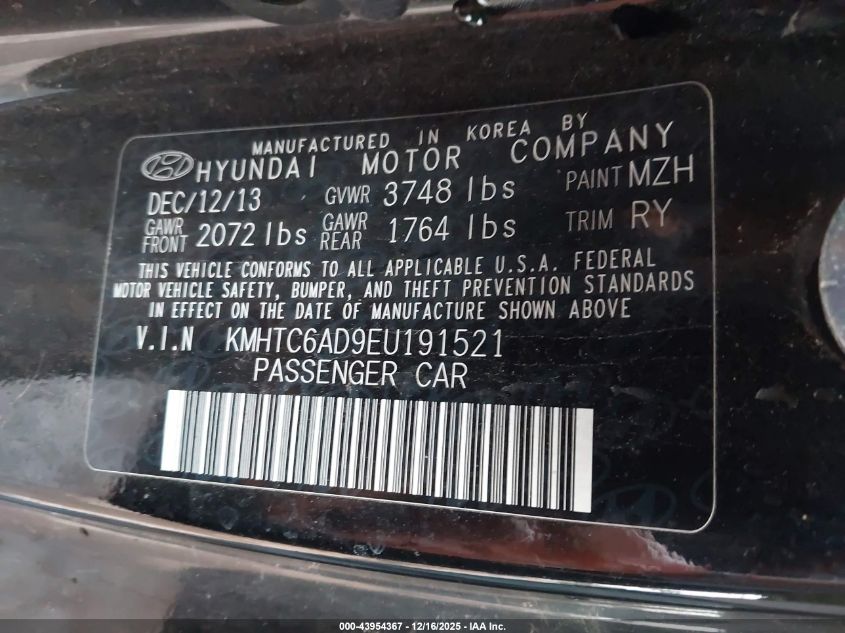 MANUFACTURED IN KOREA BY
HYUNDAI MOTOR COMPANY
DEC/12/13 GVWR 3748 lbs PAINT MZH
GAWR FRONT 2072 lbs GAWR REAR 1764 lbs TRIM RY
THIS VEHICLE CONFORMS TO ALL APPLICABLE U.S.A. FEDERAL
MOTOR VEHICLE SAFETY, BUMPER, AND THEFT PREVENTION STANDARDS
IN EFFECT ON THE DATE OF MANUFACTURE SHOWN ABOVE
V.I.N KMHTC6AD9EU191521
PASSENGER CAR
000-43954367 - 12/16/2025 - IAA Inc.